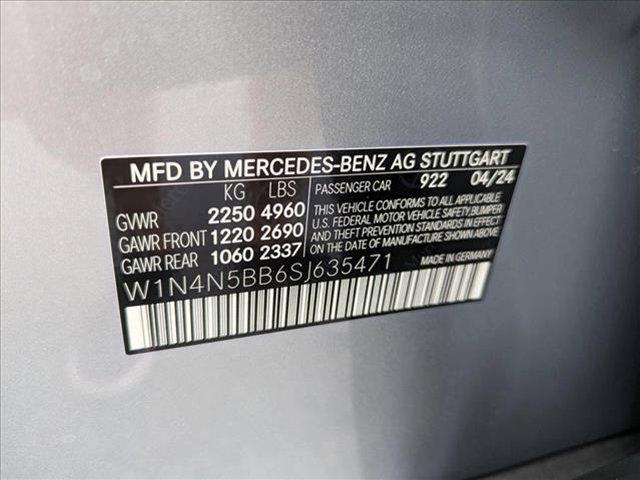 MFD BY MERCEDES-BENZ AG STUTTGART
KG LBS
GVWR 2250 4960
GAWR FRONT 1220 2690
GAWR REAR 1060 2337
PASSENGER CAR 922 04/24
THIS VEHICLE CONFORMS TO ALL APPLICABLE
U.S. FEDERAL MOTOR VEHICLE SAFETY, BUMPER
AND THEFT PREVENTION STANDARDS IN EFFECT
ON THE DATE OF MANUFACTURE SHOWN ABOVE.
W1N4N5BB6SJ635471
MADE IN GERMANY